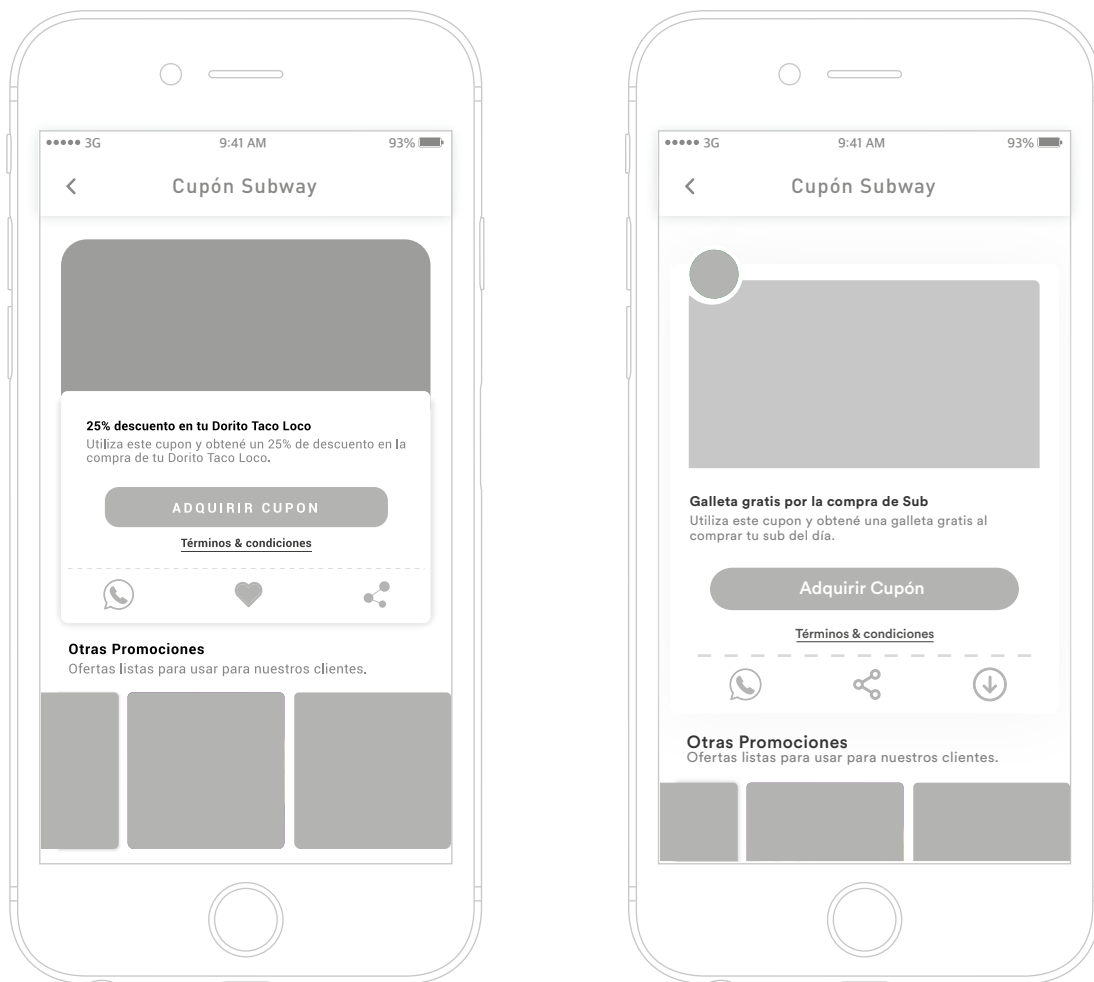 3G 9:41 AM 93%
Cupón Subway
25% descuento en tu Dorito Taco Loco
Utiliza este cupon y obtené un 25% de descuento en la
compra de tu Dorito Taco Loco.
ADQUIRIR CUPON
Términos & condiciones
Otras Promociones
Ofertas listas para usar para nuestros clientes.
3G 9:41 AM 93%
Cupón Subway
Galleta gratis por la compra de Sub
Utiliza este cupon y obtené una galleta gratis al
comprar tu sub del día.
Adquirir Cupón
Términos & condiciones
Otras Promociones
Ofertas listas para usar para nuestros clientes.